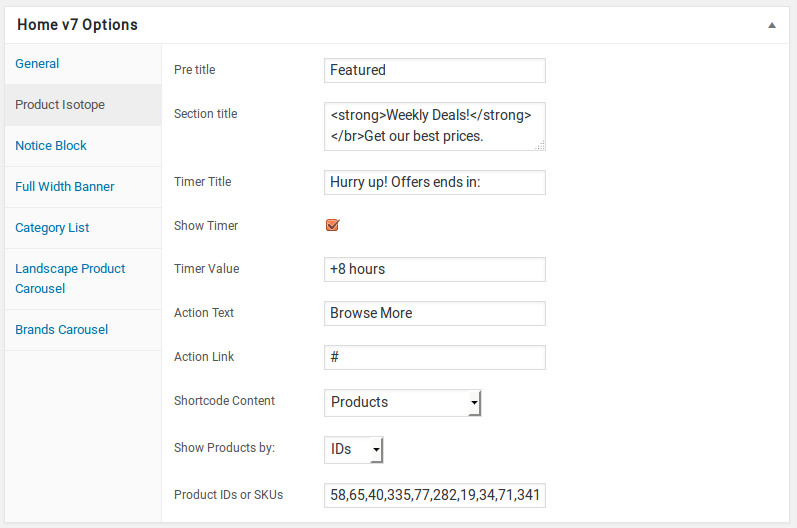 Home v7 Options
General
Product Isotope
Notice Block
Full Width Banner
Category List
Landscape Product
Carousel
Brands Carousel
Pre title
Featured
Section title
<strong>Weekly Deals!</strong>
</br>Get our best prices.
Timer Title
Hurry up! Offers ends in:
Show Timer
Timer Value
+8 hours
Action Text
Browse More
Action Link
#
Shortcode Content
Products
Show Products by:
IDs
Product IDs or SKUs
58,65,40,335,77,282,19,34,71,341